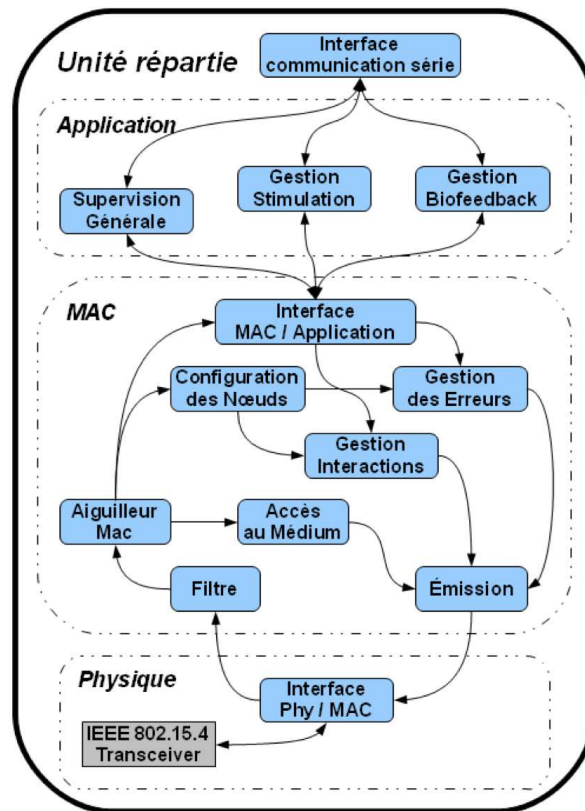 Unité répartie
Interface
communication série
Application
Supervision
Générale
Gestion
Stimulation
Gestion
Biofeedback
MAC
Interface
MAC / Application
Configuration
des Nœuds
Gestion
des Erreurs
Gestion
Interactions
Aiguilleur
Mac
Accès
au Médium
Filtre
Émission
Physique
Interface
Phy / MAC
IEEE 802.15.4
Transceiver